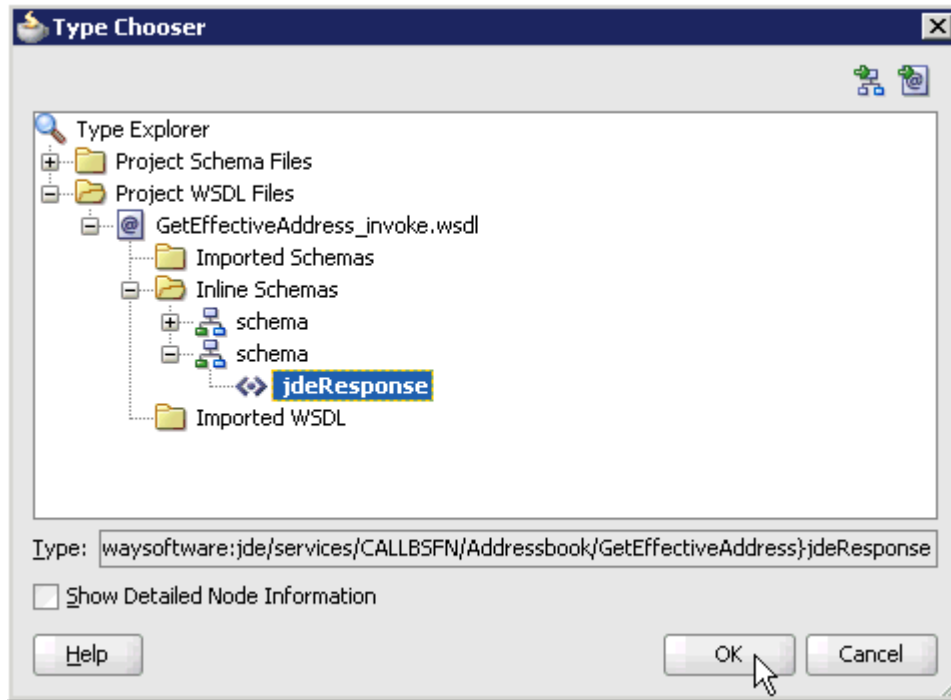 Type Chooser
Type Explorer
Project Schema Files
Project WSDL Files
GetEffectiveAddress_invoke.wsdl
Imported Schemas
Inline Schemas
schema
schema
jdeResponse
Imported WSDL
Type: waysoftware:jde/services/CALLBSFN/Addressbook/GetEffectiveAddress}jdeResponse
Show Detailed Node Information
Help OK Cancel